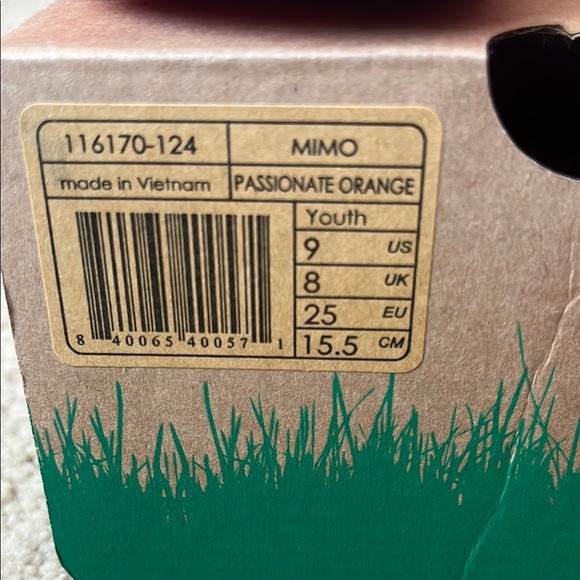 116170-124 MIMO
made in Vietnam PASSIONATE ORANGE
Youth
9 US
8 UK
25 EU
15.5 CM
8 40065 40057 1